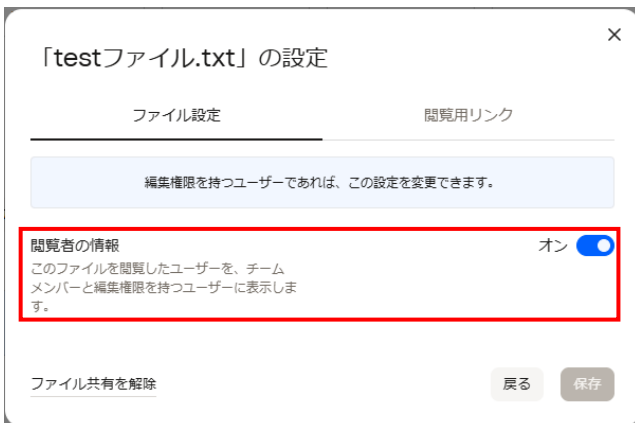 「testファイル.txt」の設定
ファイル設定
閲覧用リンク
編集権限を持つユーザーであれば、この設定を変更できます。
閲覧者の情報
オン
このファイルを閲覧したユーザーを、チーム
メンバーと編集権限を持つユーザーに表示しま
す。
ファイル共有を解除
戻る
保存